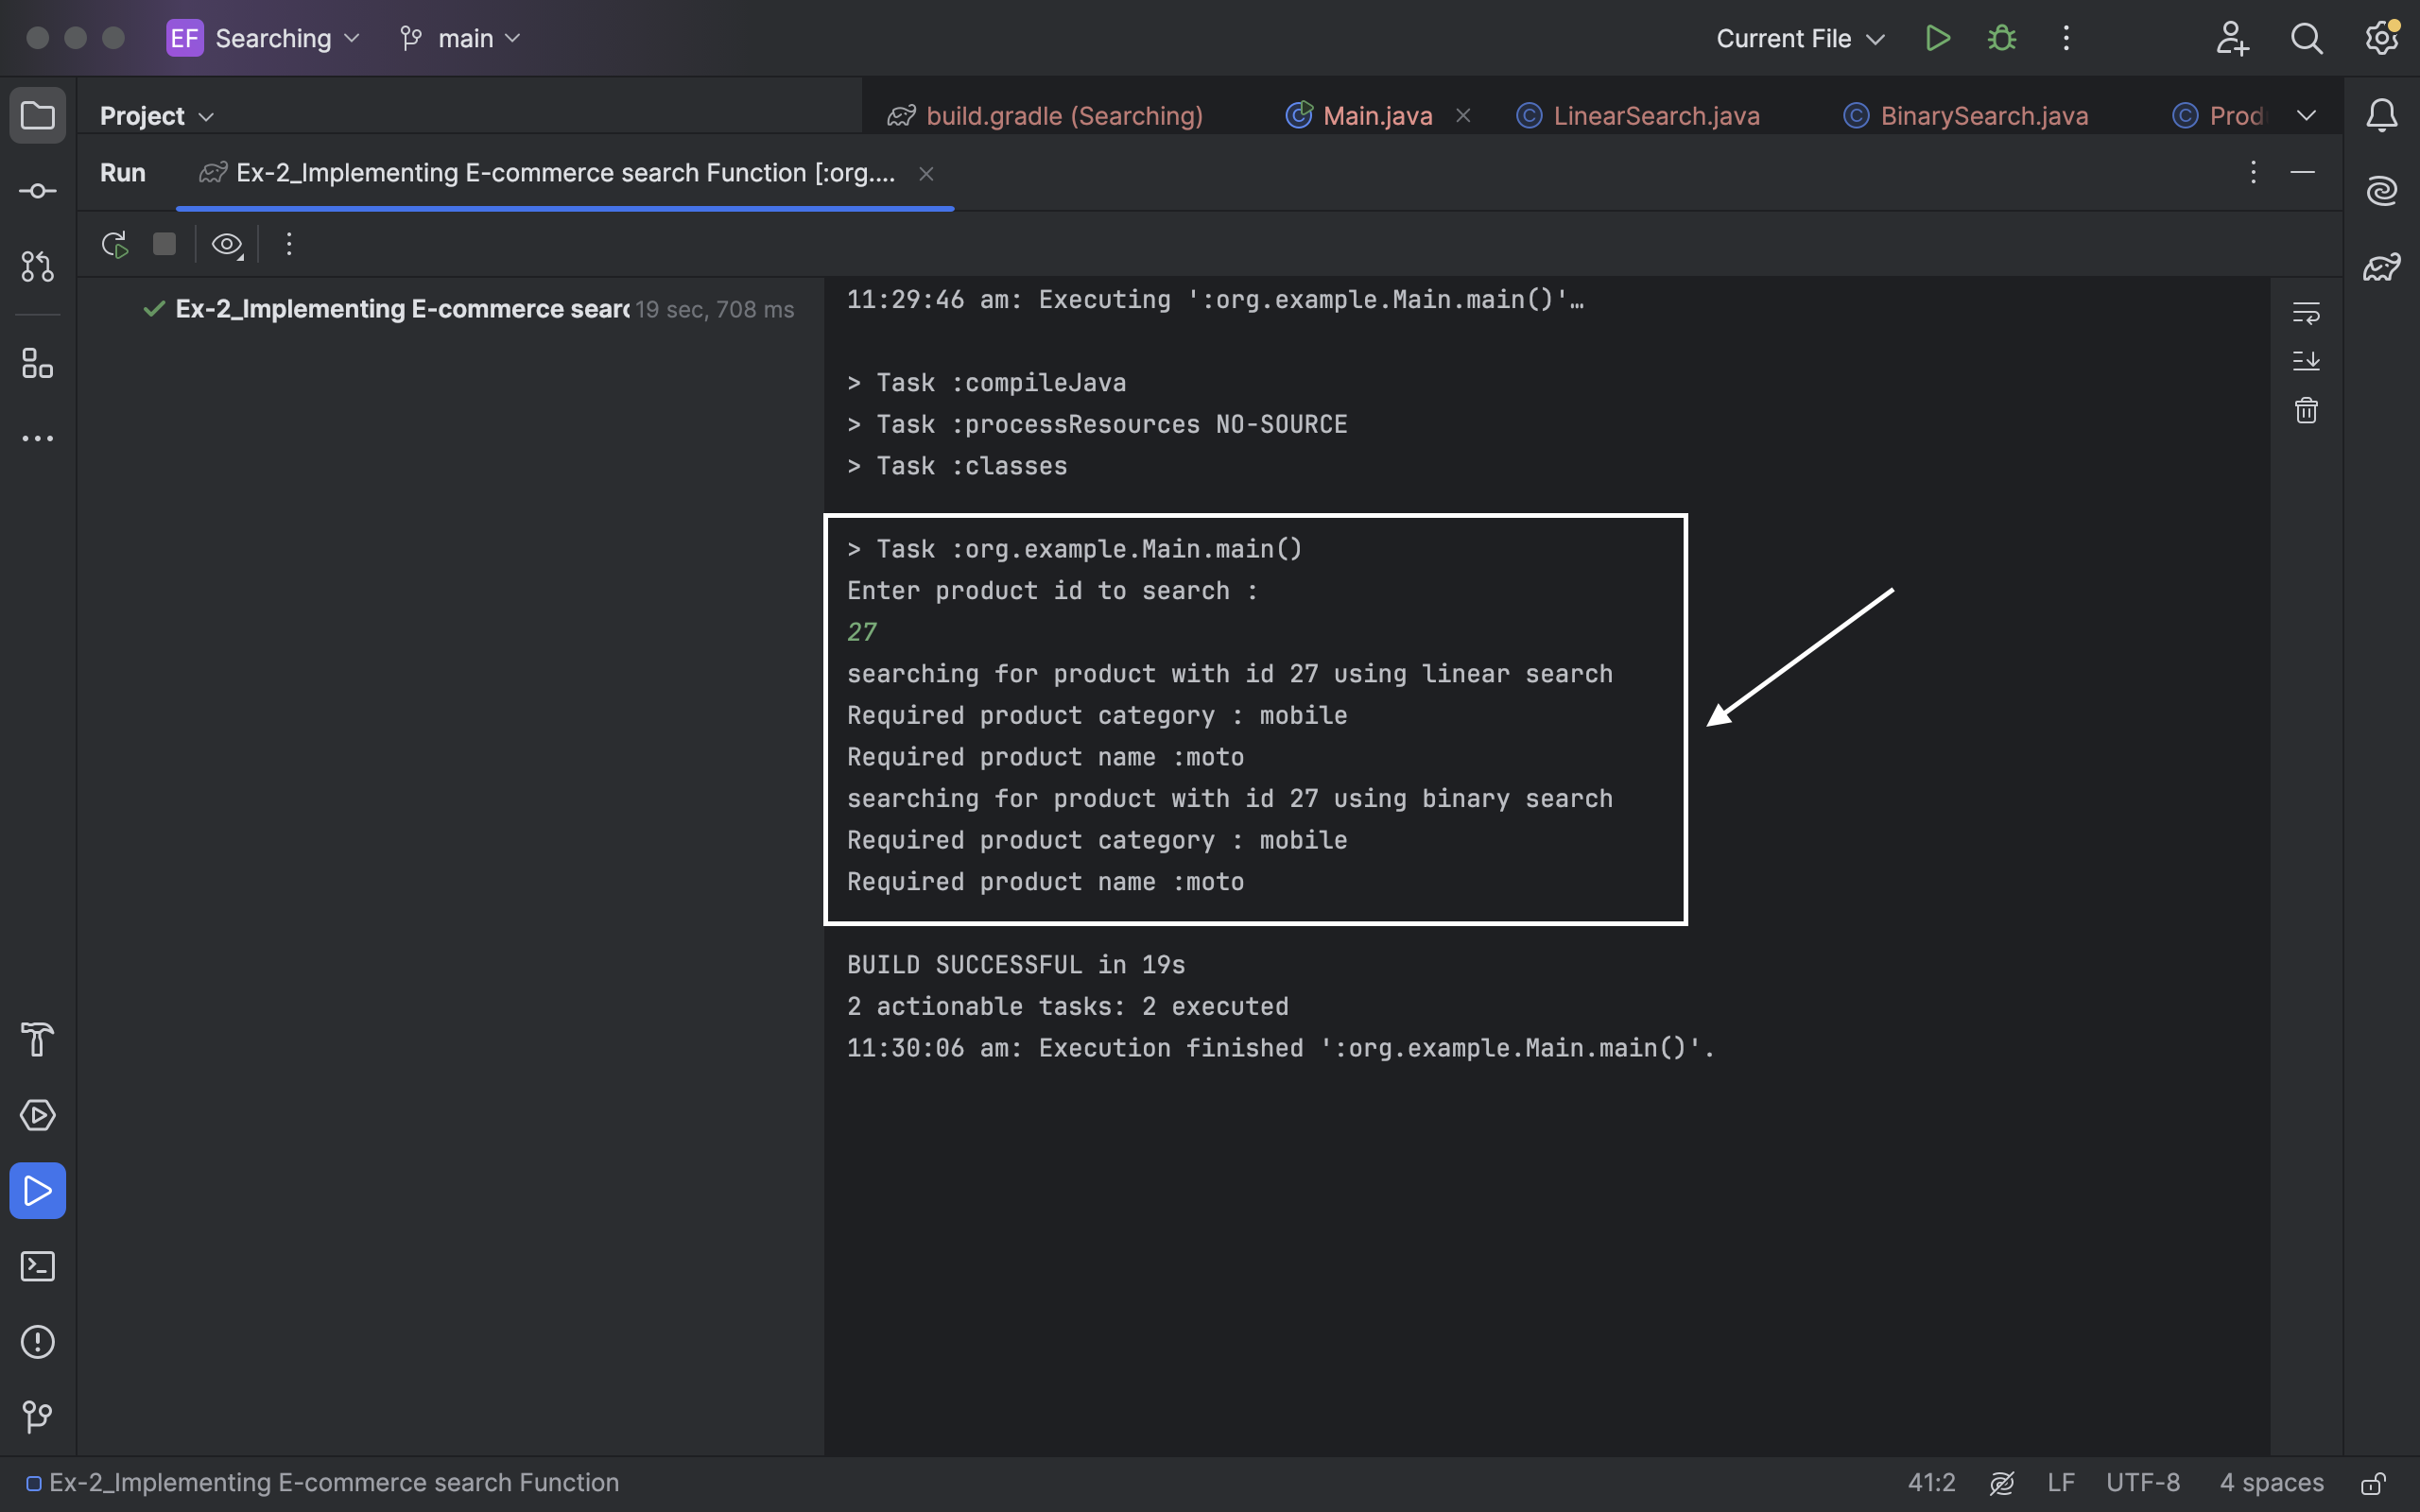 EF Searching main Current File
Project build.gradle (Searching) Main.java LinearSearch.java BinarySearch.java
Run Ex-2_Implementing E-commerce search Function [:org....
Ex-2_Implementing E-commerce 19 sec, 708 ms
11:29:46 am: Executing ':org.example.Main.main()'…
> Task :compileJava
> Task :processResources NO-SOURCE
> Task :classes
> Task :org.example.Main.main()
Enter product id to search :
27
searching for product with id 27 using linear search
Required product category : mobile
Required product name :moto
searching for product with id 27 using binary search
Required product category : mobile
Required product name :moto
BUILD SUCCESSFUL in 19s
2 actionable tasks: 2 executed
11:30:06 am: Execution finished ':org.example.Main.main()'.
Ex-2_Implementing E-commerce search Function 41:2 LF UTF-8 4 spaces